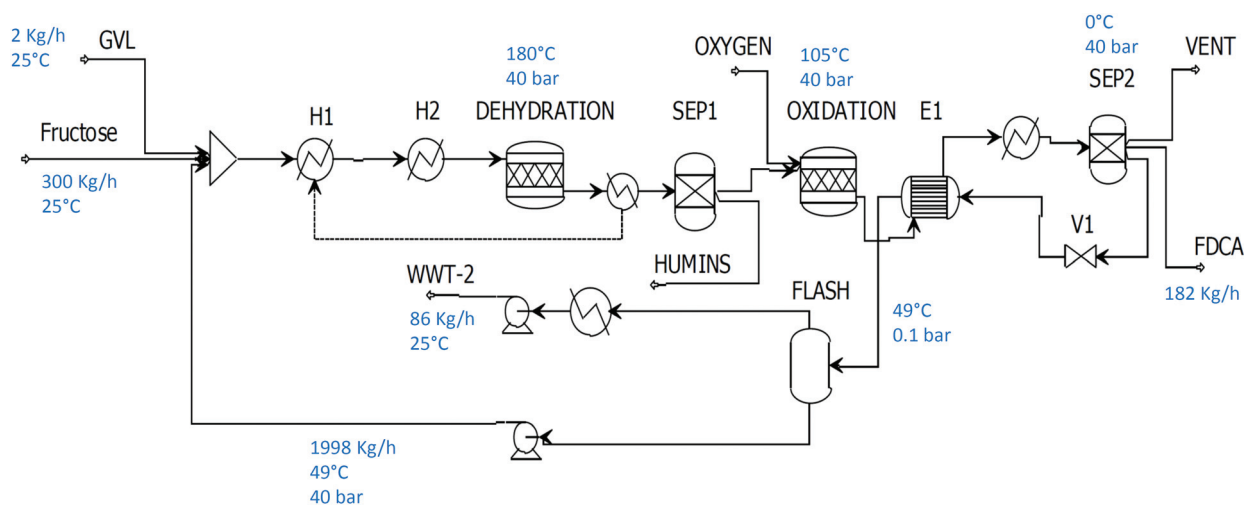 2 Kg/h
25°C
GVL
Fructose
300 Kg/h
25°C
H1
H2
180°C
40 bar
DEHYDRATION
SEP1
OXYGEN
105°C
40 bar
OXIDATION
E1
0°C
40 bar
SEP2
VENT
V1
FDCA
182 Kg/h
HUMINS
WWT-2
86 Kg/h
25°C
FLASH
49°C
0.1 bar
1998 Kg/h
49°C
40 bar